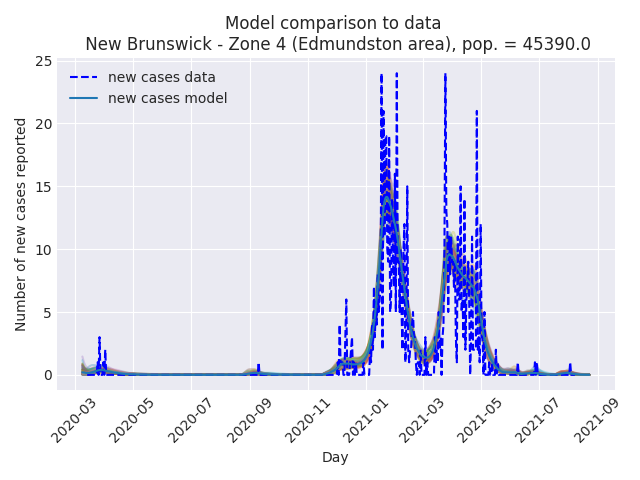 Model comparison to data
New Brunswick - Zone 4 (Edmundston area), pop. = 45390.0
new cases data
new cases model
Number of new cases reported
25
20
15
10
5
0
2020-03
2020-05
2020-07
2020-09
2020-11
2021-01
2021-03
2021-05
2021-07
2021-09
Day